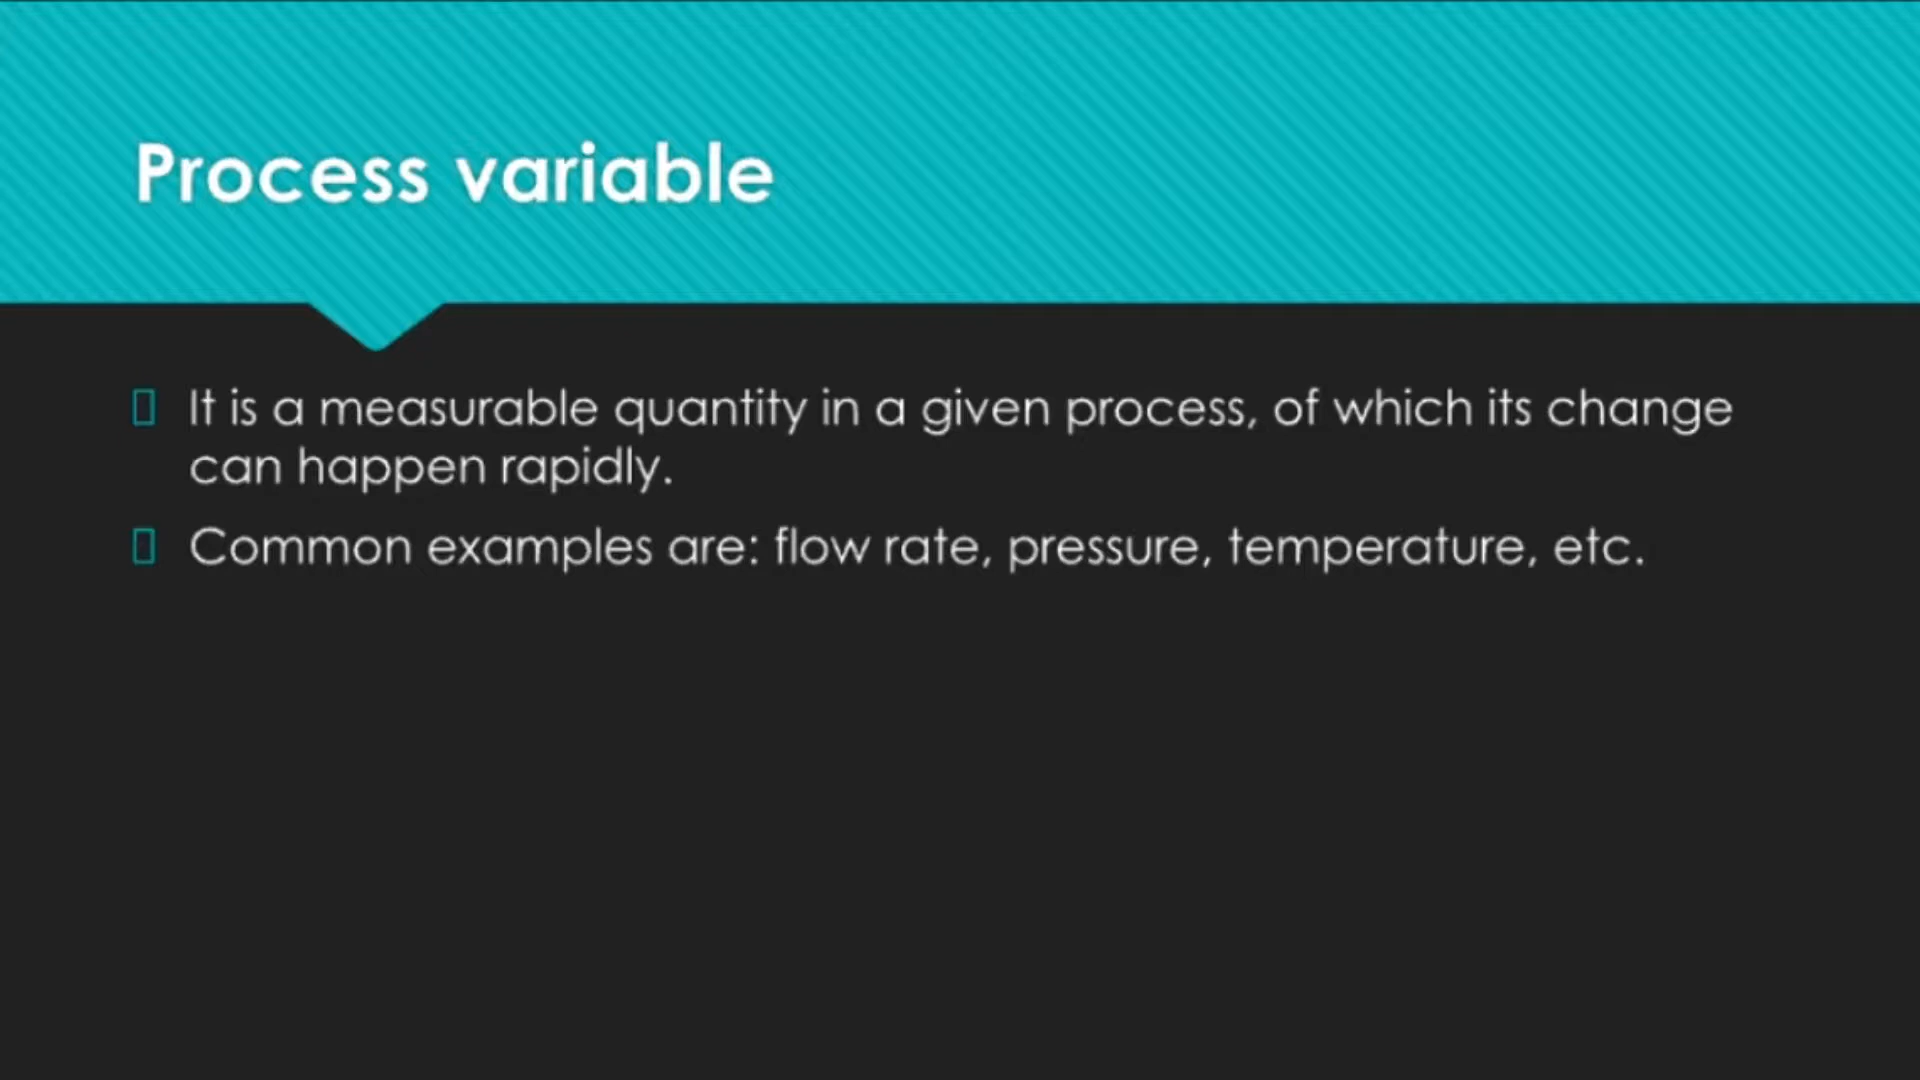 Process variable
It is a measurable quantity in a given process, of which its change
can happen rapidly.
Common examples are: flow rate, pressure, temperature, etc.